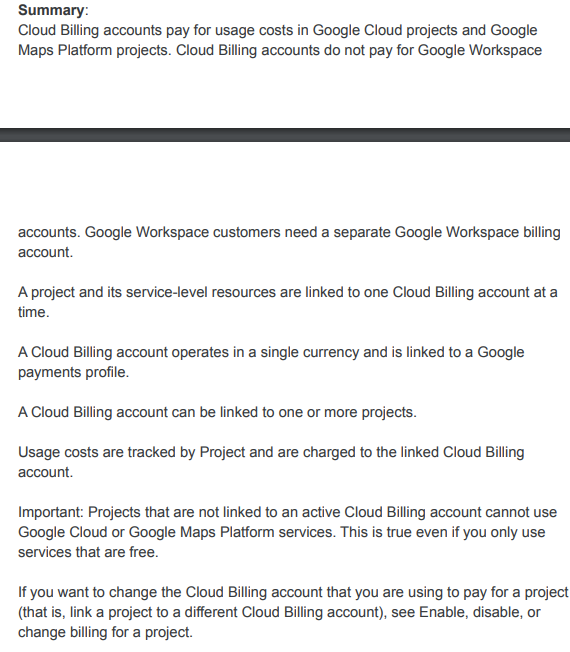 Summary:
Cloud Billing accounts pay for usage costs in Google Cloud projects and Google
Maps Platform projects. Cloud Billing accounts do not pay for Google Workspace
accounts. Google Workspace customers need a separate Google Workspace billing
account.
A project and its service-level resources are linked to one Cloud Billing account at a
time.
A Cloud Billing account operates in a single currency and is linked to a Google
payments profile.
A Cloud Billing account can be linked to one or more projects.
Usage costs are tracked by Project and are charged to the linked Cloud Billing
account.
Important: Projects that are not linked to an active Cloud Billing account cannot use
Google Cloud or Google Maps Platform services. This is true even if you only use
services that are free.
If you want to change the Cloud Billing account that you are using to pay for a project
(that is, link a project to a different Cloud Billing account), see Enable, disable, or
change billing for a project.